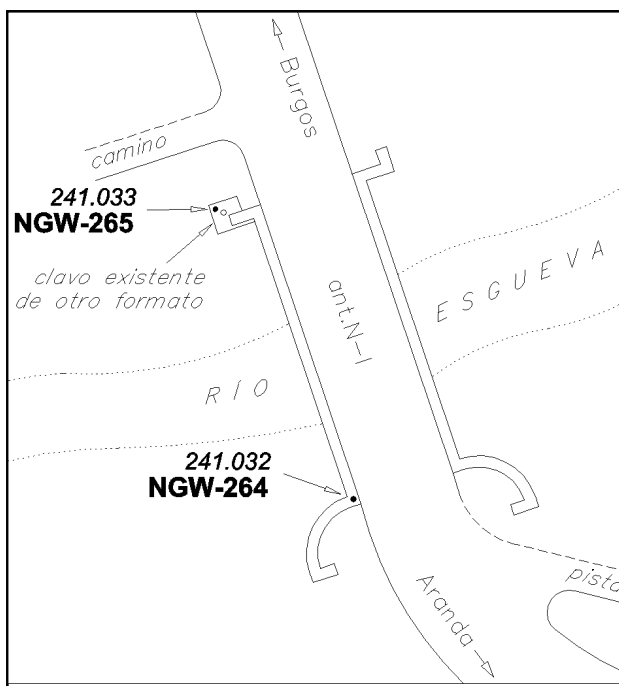 Burgos
camino
241.033
NGW-265
clavo existente
de otro formato
ant.N-I
ESGUEVA
RÍO
241.032
NGW-264
Aranda
pista